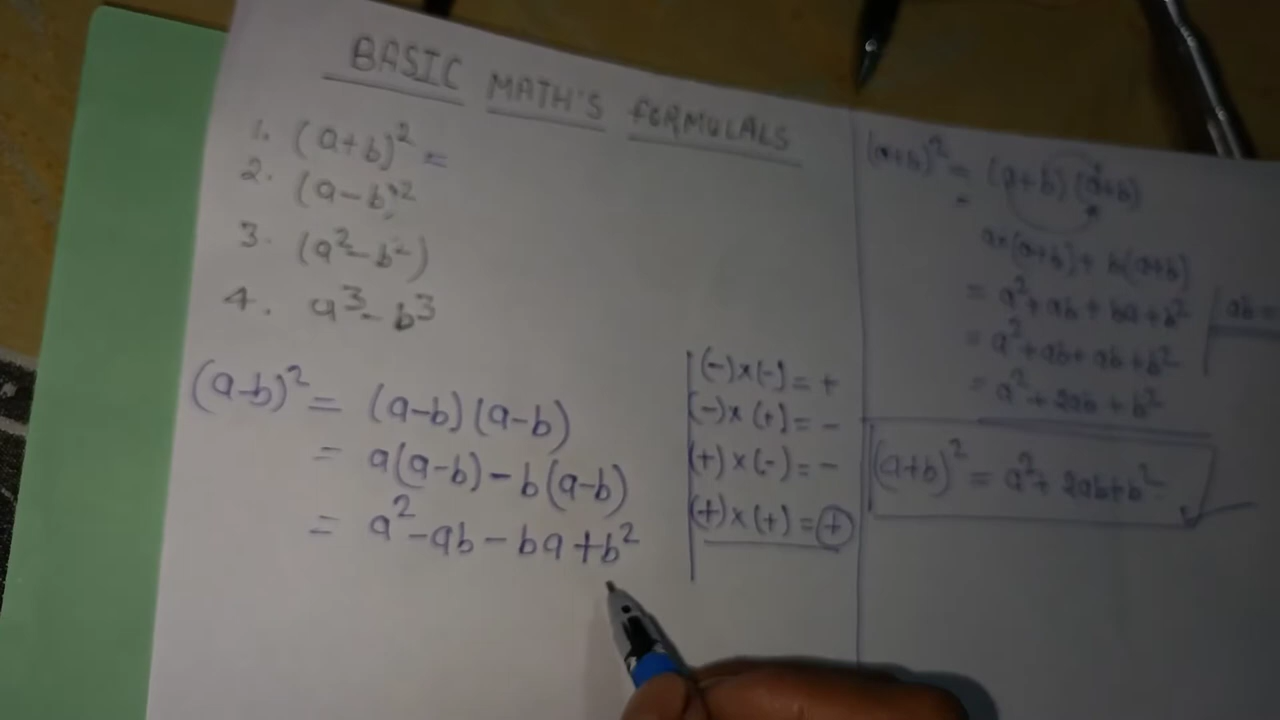 BASIC MATH'S FORMULALS
1. (a+b)² =
2. (a-b)²
3. (a²-b²)
4. a³-b³
(a-b)² = (a-b)(a-b)
= a(a-b)-b(a-b)
= a²-ab-ba+b²
(-)×(-)=+
(-)×(+)=-
(+)×(-)=-
(+)×(+)=+
(a+b)² = (a+b)(a+b)
=
a×(a+b)+b(a+b)
= a²+ab+ba+b²
ab=
= a²+ab+ab+b²
= a²+2ab+b²
(a+b)² = a²+2ab+b²